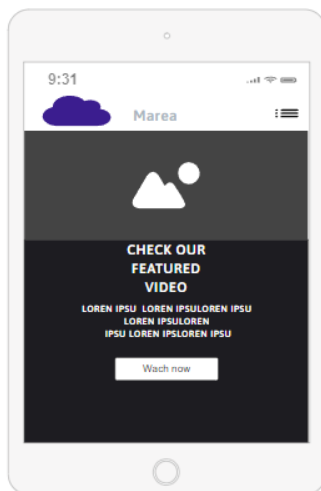 9:31
Marea
CHECK OUR
FEATURED
VIDEO
LOREN IPSU LOREN IPSULOREN IPSU
LOREN IPSULOREN
IPSU LOREN IPSLOREN IPSU
Wach now